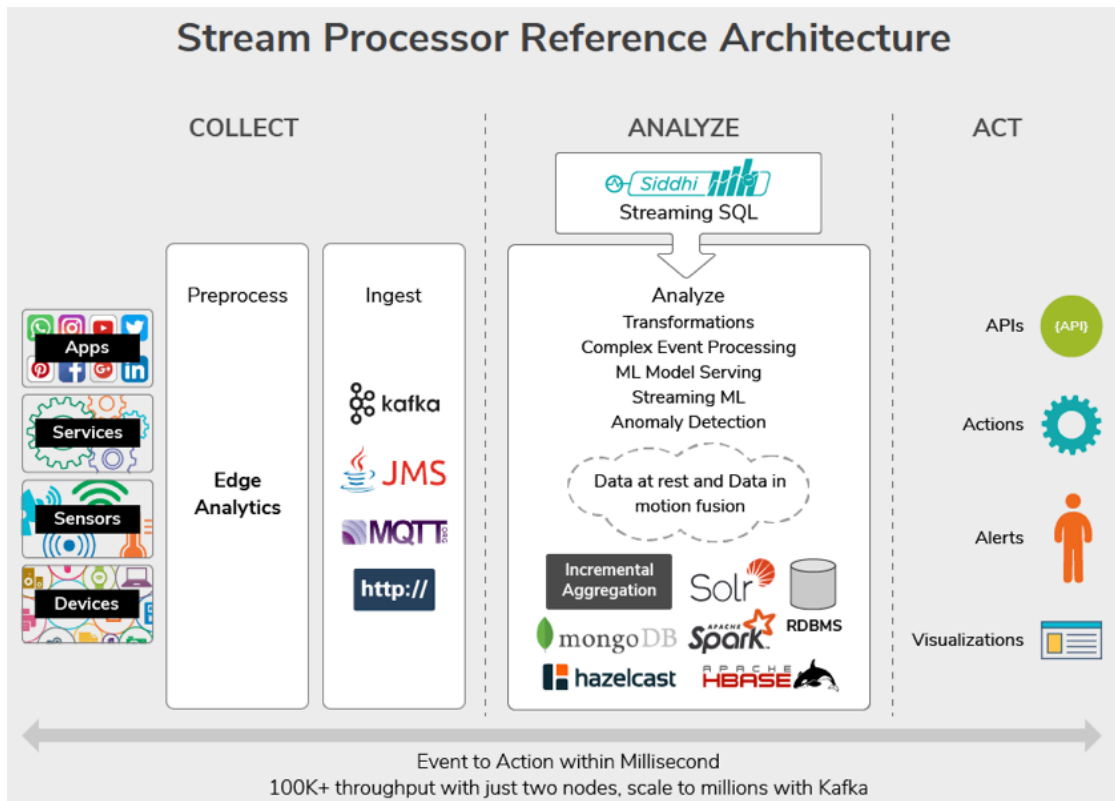 Stream Processor Reference Architecture
COLLECT
ANALYZE
ACT
Siddhi
Streaming SQL
Preprocess
Ingest
Analyze
Transformations
Complex Event Processing
ML Model Serving
Streaming ML
Anomaly Detection
Apps
Services
Sensors
Devices
Edge
Analytics
kafka
JMS
MQTT.ORG
http://
Data at rest and Data in
motion fusion
Incremental
Aggregation
Solr
RDBMS
mongoDB
APACHE
Spark
hazelcast
APACHE
HBASE
APIs
{API}
Actions
Alerts
Visualizations
Event to Action within Millisecond
100K+ throughput with just two nodes, scale to millions with Kafka